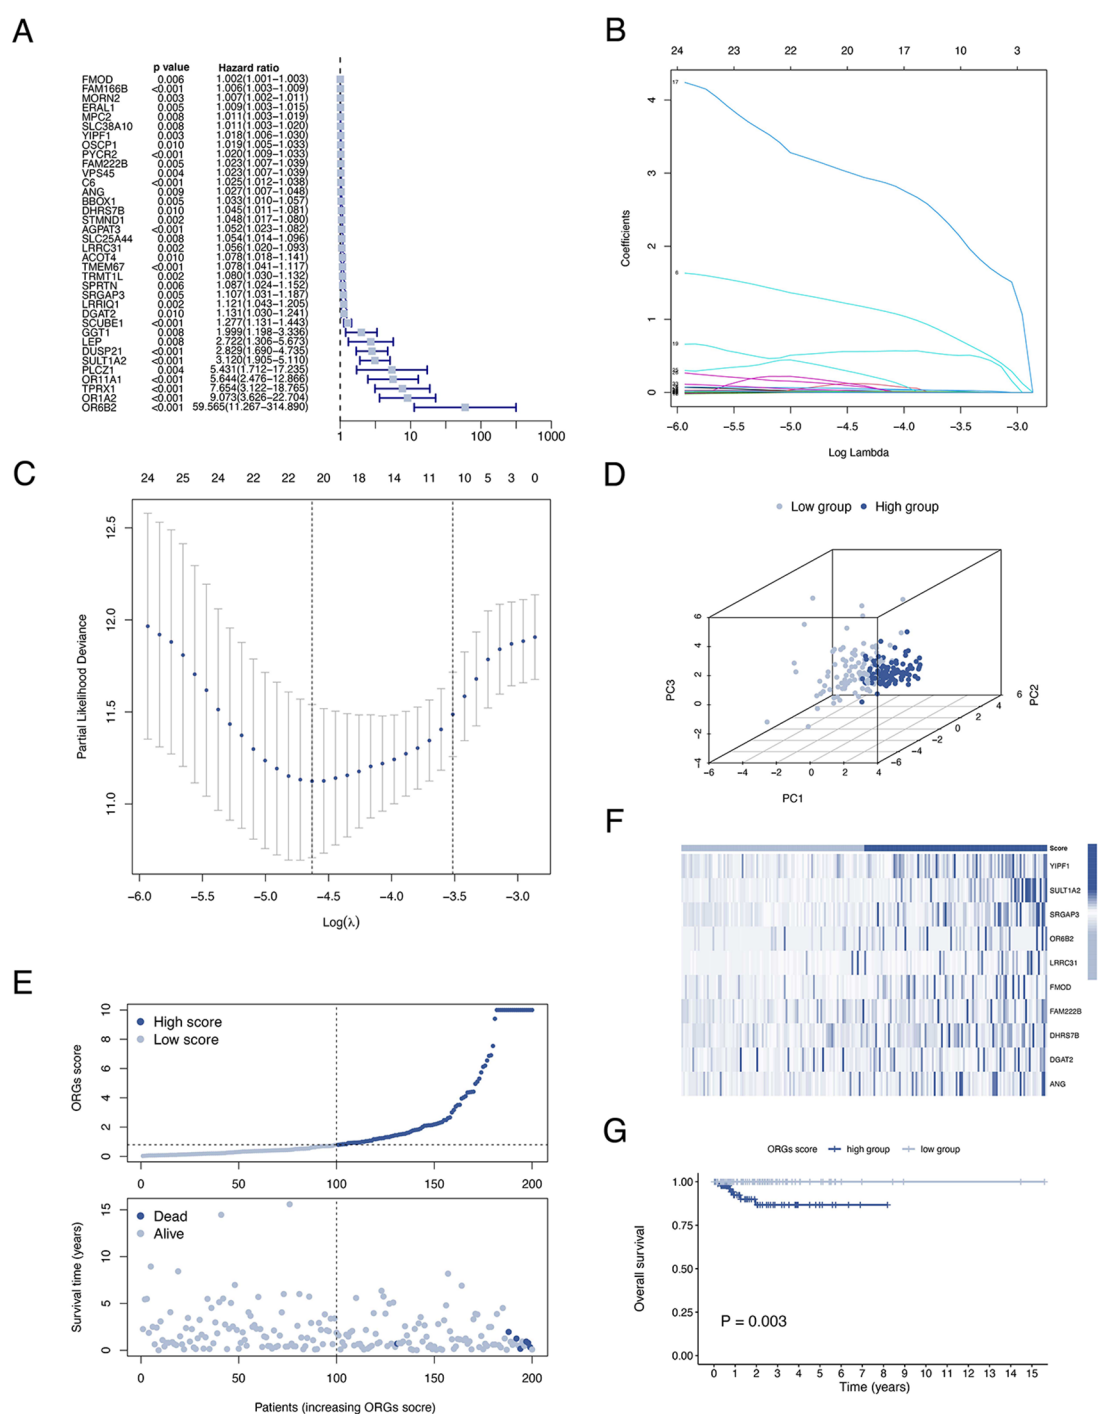 A
p value Hazard ratio
FMOD 0.006 1.002(1.001−1.003)
FAM166B <0.001 1.006(1.003−1.009)
MORN2 0.003 1.007(1.002−1.011)
ERAL1 0.005 1.009(1.003−1.015)
MPC2 0.008 1.011(1.003−1.019)
SLC38A10 0.008 1.011(1.003−1.020)
YIPF1 0.003 1.018(1.006−1.030)
OSCP1 0.010 1.019(1.005−1.033)
PYCR2 <0.001 1.020(1.009−1.033)
FAM222B 0.005 1.023(1.007−1.039)
VPS45 0.004 1.023(1.007−1.039)
C6 <0.001 1.025(1.012−1.038)
ANG 0.009 1.027(1.007−1.048)
BBOX1 0.005 1.033(1.010−1.057)
DHRS7B 0.010 1.045(1.011−1.081)
STMND1 0.002 1.048(1.017−1.080)
AGPAT3 <0.001 1.052(1.023−1.082)
SLC25A44 0.008 1.054(1.014−1.096)
LRRC31 0.002 1.056(1.020−1.093)
ACOT4 0.010 1.078(1.018−1.141)
TMEM67 <0.001 1.078(1.041−1.117)
TRMT1L 0.002 1.080(1.030−1.132)
SPRTN 0.006 1.087(1.024−1.152)
SRGAP3 0.005 1.107(1.031−1.187)
LRRIQ1 0.002 1.121(1.043−1.205)
DGAT2 0.010 1.131(1.030−1.241)
SCUBE1 <0.001 1.277(1.131−1.443)
GGT1 0.008 1.999(1.198−3.336)
LEP 0.008 2.722(1.306−5.673)
DUSP21 <0.001 2.829(1.690−4.735)
SULT1A2 <0.001 3.120(1.905−5.110)
PLCZ1 0.004 5.431(1.712−17.235)
OR11A1 <0.001 5.644(2.476−12.866)
TPRX1 <0.001 7.654(3.122−18.765)
OR1A2 <0.001 9.073(3.626−22.704)
OR6B2 <0.001 59.565(11.267−314.890)
1 10 100 1000
B
24 23 22 20 17 10 3
Coefficients
4
3
2
1
0
17
6
19
−6.0 −5.5 −5.0 −4.5 −4.0 −3.5 −3.0
Log Lambda
C
24 25 24 22 22 20 18 14 11 10 5 3 0
Partial Likelihood Deviance
12.5
12.0
11.5
11.0
−6.0 −5.5 −5.0 −4.5 −4.0 −3.5 −3.0
Log(λ)
D
Low group High group
PC3
6
4
2
0
−2
−4
−6 −4 −2 0 2 4
PC1
−6 −4 −2 0 2 4 6
PC2
E
High score
Low score
ORGs score
10
8
6
4
2
0
0 50 100 150 200
Dead
Alive
Survival time (years)
15
10
5
0
0 50 100 150 200
Patients (increasing ORGs socre)
F
Score
YIPF1
SULT1A2
SRGAP3
OR6B2
LRRC31
FMOD
FAM222B
DHRS7B
DGAT2
ANG
G
ORGs score high group low group
Overall survival
1.00
0.75
0.50
0.25
0.00
P = 0.003
0 1 2 3 4 5 6 7 8 9 10 11 12 13 14 15
Time (years)